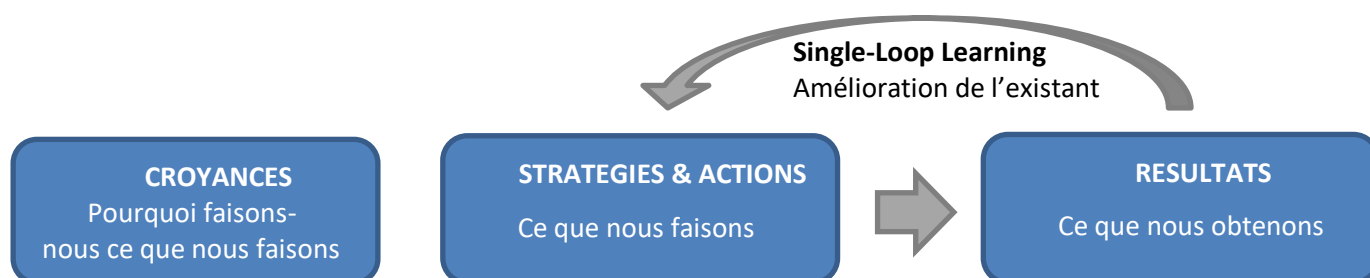 Single-Loop Learning
Amélioration de l’existant
CROYANCES
Pourquoi faisons-
nous ce que nous faisons
STRATEGIES & ACTIONS
Ce que nous faisons
RESULTATS
Ce que nous obtenons